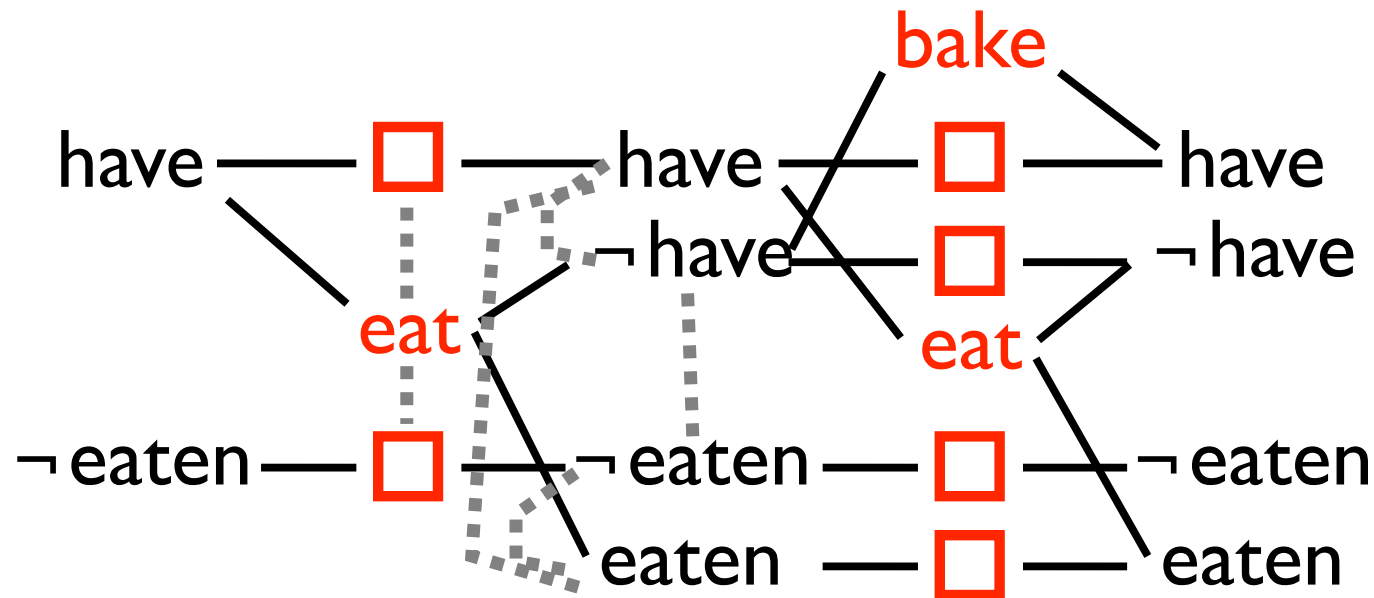 bake
have have have
¬ have ¬ have
eat eat
¬ eaten ¬ eaten ¬ eaten
eaten eaten